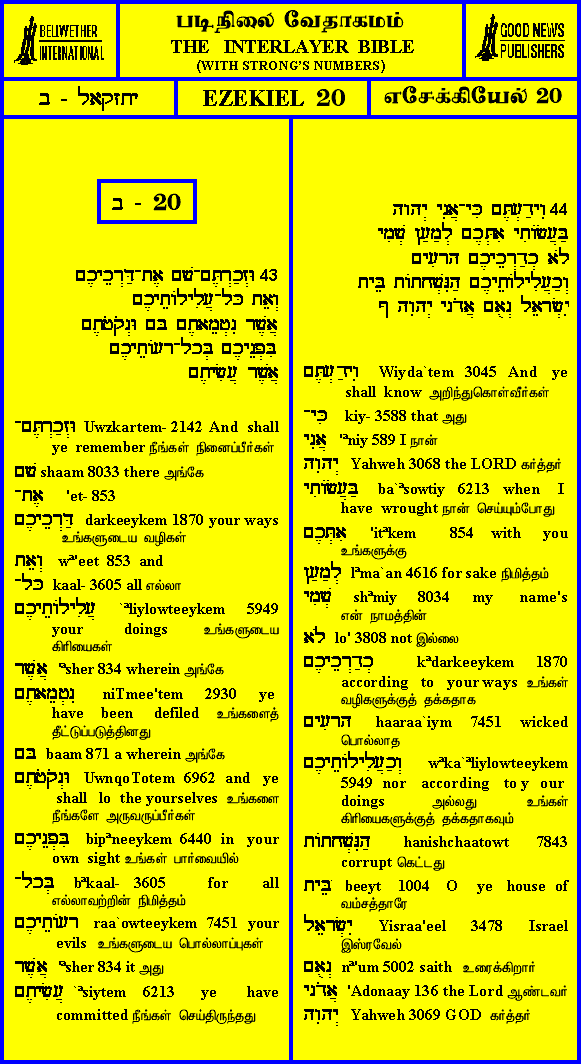 BELLWETHER
INTERNATIONAL
படிநிலை வேதாகமம்
THE INTERLAYER BIBLE
(WITH STRONG'S NUMBERS)
GOOD NEWS
PUBLISHERS
יחזקאל - ב
EZEKIEL 20
எசேக்கியேல் 20
ב - 20
43 וּזְכַרְתֶּם־שָׁם אֶת־דַּרְכֵיכֶם
וְאֵת כָּל־עֲלִילוֹתֵיכֶם
אֲשֶׁר נִטְמֵאתֶם בָּם וּנְקֹטֹתֶם
בִּפְנֵיכֶם בְּכָל־רָעוֹתֵיכֶם
אֲשֶׁר עֲשִׂיתֶם
וּזְכַרְתֶּם־ Uwzkartem- 2142 And shall
ye remember நீங்கள் நினைப்பீர்கள்
שָׁם shaam 8033 there அங்கே
אֶת־ 'et- 853
דַּרְכֵיכֶם darkeeykem 1870 your ways
உங்களுடைய வழிகள்
וְאֵת wª'eet 853 and
כָּל־ kaal- 3605 all எல்லா
עֲלִילוֹתֵיכֶם `ªliylowteeykem 5949
your doings உங்களுடைய
கிரியைகள்
אֲשֶׁר 'ªsher 834 wherein அங்கே
נִטְמֵאתֶם niTmee'tem 2930 ye
have been defiled உங்களைத்
தீட்டுப்படுத்தினது
בָּם baam 871 a wherein அங்கே
וּנְקֹטֹתֶם UwnqoTotem 6962 and ye
shall lo the yourselves உங்களை
நீங்களே அருவருப்பீர்கள்
בִּפְנֵיכֶם bipªneeykem 6440 in your
own sight உங்கள் பார்வையில்
בְּכָל־ bªkaal- 3605 for all
எல்லாவற்றின் நிமித்தம்
רָעוֹתֵיכֶם raa`owteeykem 7451 your
evils உங்களுடைய பொல்லாப்புகள்
אֲשֶׁר 'ªsher 834 it அது
עֲשִׂיתֶם `ªsiytem 6213 ye have
committed நீங்கள் செய்திருந்தது
44 וִידַעְתֶּם כִּי־אֲנִי יְהוָה
בַּעֲשׂוֹתִי אִתְּכֶם לְמַעַן שְׁמִי
לֹא כְדַרְכֵיכֶם הָרָעִים
וְכַעֲלִילוֹתֵיכֶם הַנִּשְׁחָתוֹת בֵּית
יִשְׂרָאֵל נְאֻם אֲדֹנָי יְהוִה ף
וִידַעְתֶּם Wiyda`tem 3045 And ye
shall know அறிந்துகொள்வீர்கள்
כִּי־ kiy- 3588 that அது
אֲנִי 'ªniy 589 I நான்
יְהוָה Yahweh 3068 the LORD கர்த்தர்
בַּעֲשׂוֹתִי ba`ªsowtiy 6213 when I
have wrought நான் செய்யும்போது
אִתְּכֶם 'itªkem 854 with you
உங்களுக்கு
לְמַעַן lªma`an 4616 for sake நிமித்தம்
שְׁמִי shªmiy 8034 my name's
என் நாமத்தின்
לֹא lo' 3808 not இல்லை
כְדַרְכֵיכֶם kªdarkeeykem 1870
according to your ways உங்கள்
வழிகளுக்குத் தக்கதாக
הָרָעִים haaraa`iym 7451 wicked
பொல்லாத
וְכַעֲלִילוֹתֵיכֶם wªka`ªliylowteeykem
5949 nor according to y our
doings அல்லது உங்கள்
கிரியைகளுக்குத் தக்கதாகவும்
הַנִּשְׁחָתוֹת hanishchaatowt 7843
corrupt கெட்டது
בֵּית beeyt 1004 O ye house of
வம்சத்தாரே
יִשְׂרָאֵל Yisraa'eel 3478 Israel
இஸ்ரவேல்
נְאֻם nª'um 5002 saith உரைக்கிறார்
אֲדֹנָי 'Adonaay 136 the Lord ஆண்டவர்
יְהוִה Yahweh 3069 GOD கர்த்தர்